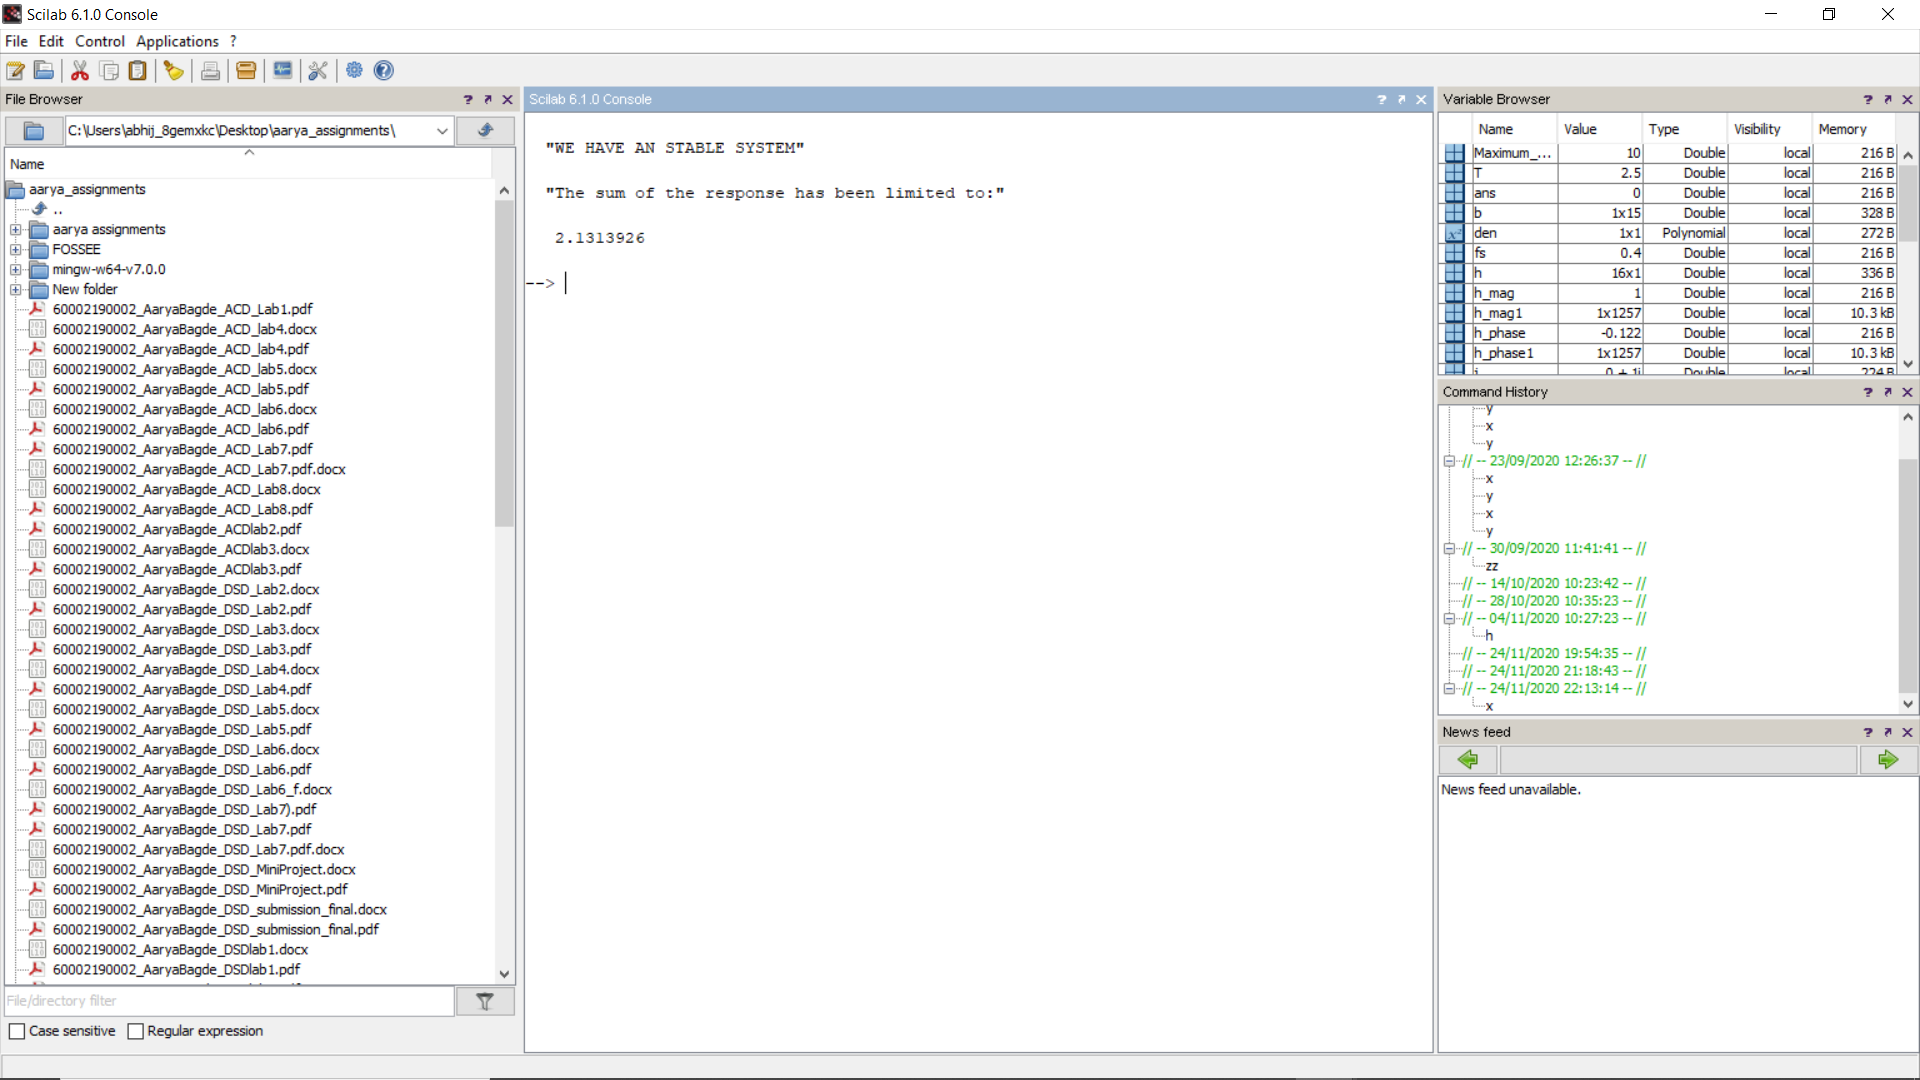 Scilab 6.1.0 Console
File Edit Control Applications ?
File Browser
C:\Users\abhij_8gemxkc\Desktop\aarya_assignments\
Name
aarya_assignments
..
aarya assignments
FOSSEE
mingw-w64-v7.0.0
New folder
60002190002_AaryaBagde_ACD_Lab1.pdf
60002190002_AaryaBagde_ACD_lab4.docx
60002190002_AaryaBagde_ACD_lab4.pdf
60002190002_AaryaBagde_ACD_lab5.docx
60002190002_AaryaBagde_ACD_lab5.pdf
60002190002_AaryaBagde_ACD_lab6.docx
60002190002_AaryaBagde_ACD_lab6.pdf
60002190002_AaryaBagde_ACD_Lab7.pdf
60002190002_AaryaBagde_ACD_Lab7.pdf.docx
60002190002_AaryaBagde_ACD_Lab8.docx
60002190002_AaryaBagde_ACD_Lab8.pdf
60002190002_AaryaBagde_ACDlab2.pdf
60002190002_AaryaBagde_ACDlab3.docx
60002190002_AaryaBagde_ACDlab3.pdf
60002190002_AaryaBagde_DSD_Lab2.docx
60002190002_AaryaBagde_DSD_Lab2.pdf
60002190002_AaryaBagde_DSD_Lab3.docx
60002190002_AaryaBagde_DSD_Lab3.pdf
60002190002_AaryaBagde_DSD_Lab4.docx
60002190002_AaryaBagde_DSD_Lab4.pdf
60002190002_AaryaBagde_DSD_Lab5.docx
60002190002_AaryaBagde_DSD_Lab5.pdf
60002190002_AaryaBagde_DSD_Lab6.docx
60002190002_AaryaBagde_DSD_Lab6.pdf
60002190002_AaryaBagde_DSD_Lab6_f.docx
60002190002_AaryaBagde_DSD_Lab7).pdf
60002190002_AaryaBagde_DSD_Lab7.pdf
60002190002_AaryaBagde_DSD_Lab7.pdf.docx
60002190002_AaryaBagde_DSD_MiniProject.docx
60002190002_AaryaBagde_DSD_MiniProject.pdf
60002190002_AaryaBagde_DSD_submission_final.docx
60002190002_AaryaBagde_DSD_submission_final.pdf
60002190002_AaryaBagde_DSDlab1.docx
60002190002_AaryaBagde_DSDlab1.pdf
File/directory filter
Case sensitive Regular expression
Scilab 6.1.0 Console
"WE HAVE AN STABLE SYSTEM"
"The sum of the response has been limited to:"
2.1313926
-->
Variable Browser
Name Value Type Visibility Memory
Maximum_... 10 Double local 216 B
T 2.5 Double local 216 B
ans 0 Double local 216 B
b 1x15 Double local 328 B
den 1x1 Polynomial local 272 B
fs 0.4 Double local 216 B
h 16x1 Double local 336 B
h_mag 1 Double local 216 B
h_mag1 1x1257 Double local 10.3 kB
h_phase -0.122 Double local 216 B
h_phase1 1x1257 Double local 10.3 kB
i 0 + 1i Double local 224 B
Command History
y
x
y
// -- 23/09/2020 12:26:37 -- //
x
y
x
y
// -- 30/09/2020 11:41:41 -- //
zz
// -- 14/10/2020 10:23:42 -- //
// -- 28/10/2020 10:35:23 -- //
// -- 04/11/2020 10:27:23 -- //
h
// -- 24/11/2020 19:54:35 -- //
// -- 24/11/2020 21:18:43 -- //
// -- 24/11/2020 22:13:14 -- //
x
News feed
News feed unavailable.